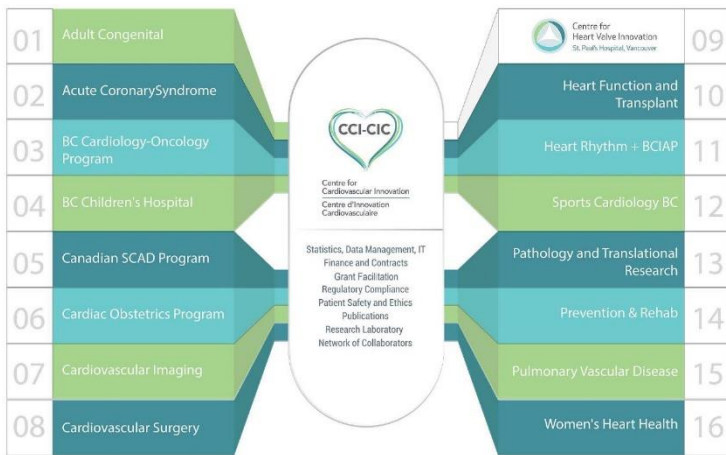 01
Adult Congenital
02
Acute CoronarySyndrome
03
BC Cardiology-Oncology
Program
04
BC Children's Hospital
05
Canadian SCAD Program
06
Cardiac Obstetrics Program
07
Cardiovascular Imaging
08
Cardiovascular Surgery
CCI-CIC
Centre for
Cardiovascular Innovation
Centre d'Innovation
Cardiovasculaire
Statistics, Data Management, IT
Finance and Contracts
Grant Facilitation
Regulatory Compliance
Patient Safety and Ethics
Publications
Research Laboratory
Network of Collaborators
Centre for
Heart Valve Innovation
St. Paul's Hospital, Vancouver
09
Heart Function and
Transplant
10
Heart Rhythm + BCIAP
11
Sports Cardiology BC
12
Pathology and Translational
Research
13
Prevention & Rehab
14
Pulmonary Vascular Disease
15
Women's Heart Health
16